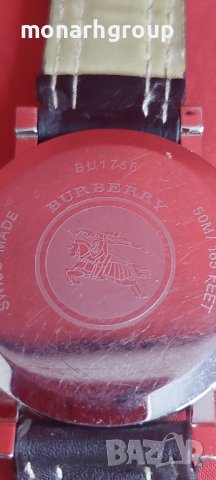 monarhgroup
BU1756
BURBERRY
SWISS MADE
50M/165 FEET
BAZAR